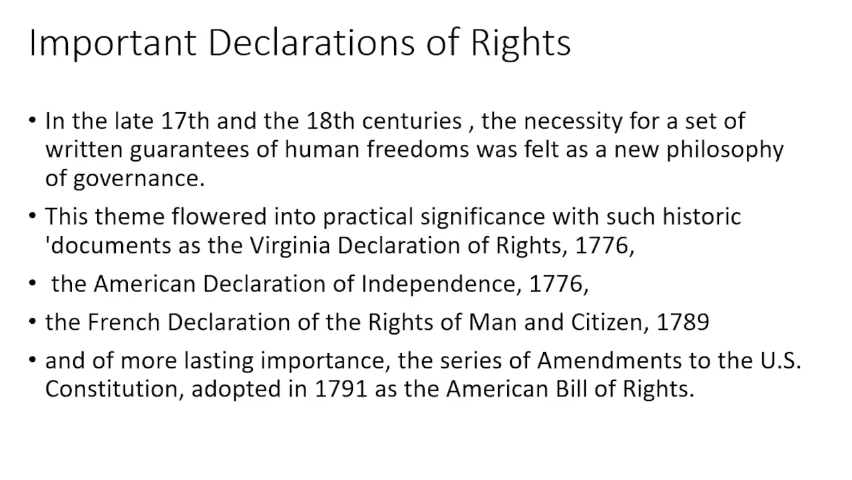 Important Declarations of Rights
• In the late 17th and the 18th centuries , the necessity for a set of
written guarantees of human freedoms was felt as a new philosophy
of governance.
• This theme flowered into practical significance with such historic
'documents as the Virginia Declaration of Rights, 1776,
• the American Declaration of Independence, 1776,
• the French Declaration of the Rights of Man and Citizen, 1789
• and of more lasting importance, the series of Amendments to the U.S.
Constitution, adopted in 1791 as the American Bill of Rights.